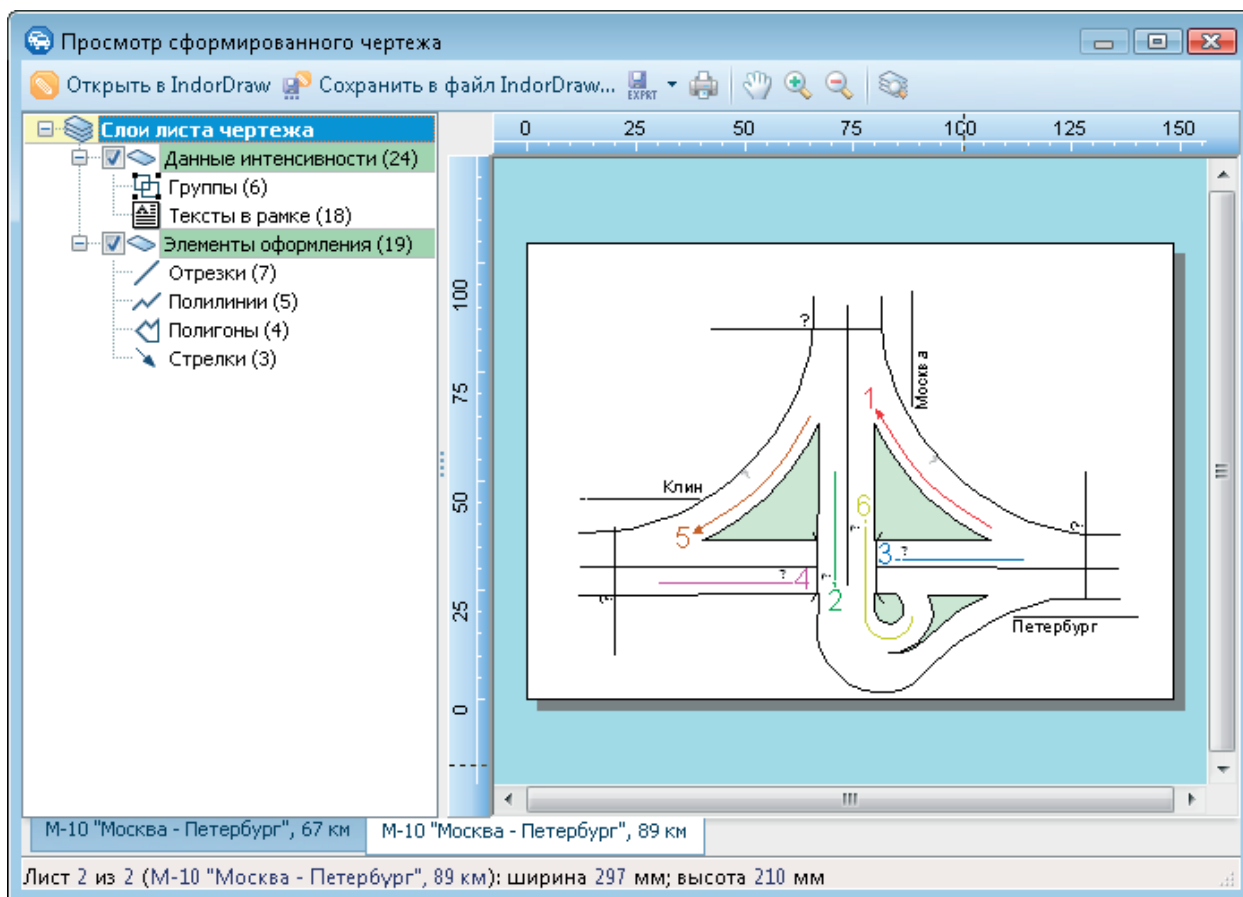 Просмотр сформированного чертежа
Открыть в IndorDraw Сохранить в файл IndorDraw... EXPRT
Слои листа чертежа
Данные интенсивности (24)
Группы (6)
Тексты в рамке (18)
Элементы оформления (19)
Отрезки (7)
Полилинии (5)
Полигоны (4)
Стрелки (3)
0 25 50 75 100 125 150
100
75
50
25
0
?
Москва
1
Клин
5
6
?
?
3
?
?
4
?
2
?
Петербург
М-10 "Москва - Петербург", 67 км
М-10 "Москва - Петербург", 89 км
Лист 2 из 2 (М-10 "Москва - Петербург", 89 км): ширина 297 мм; высота 210 мм